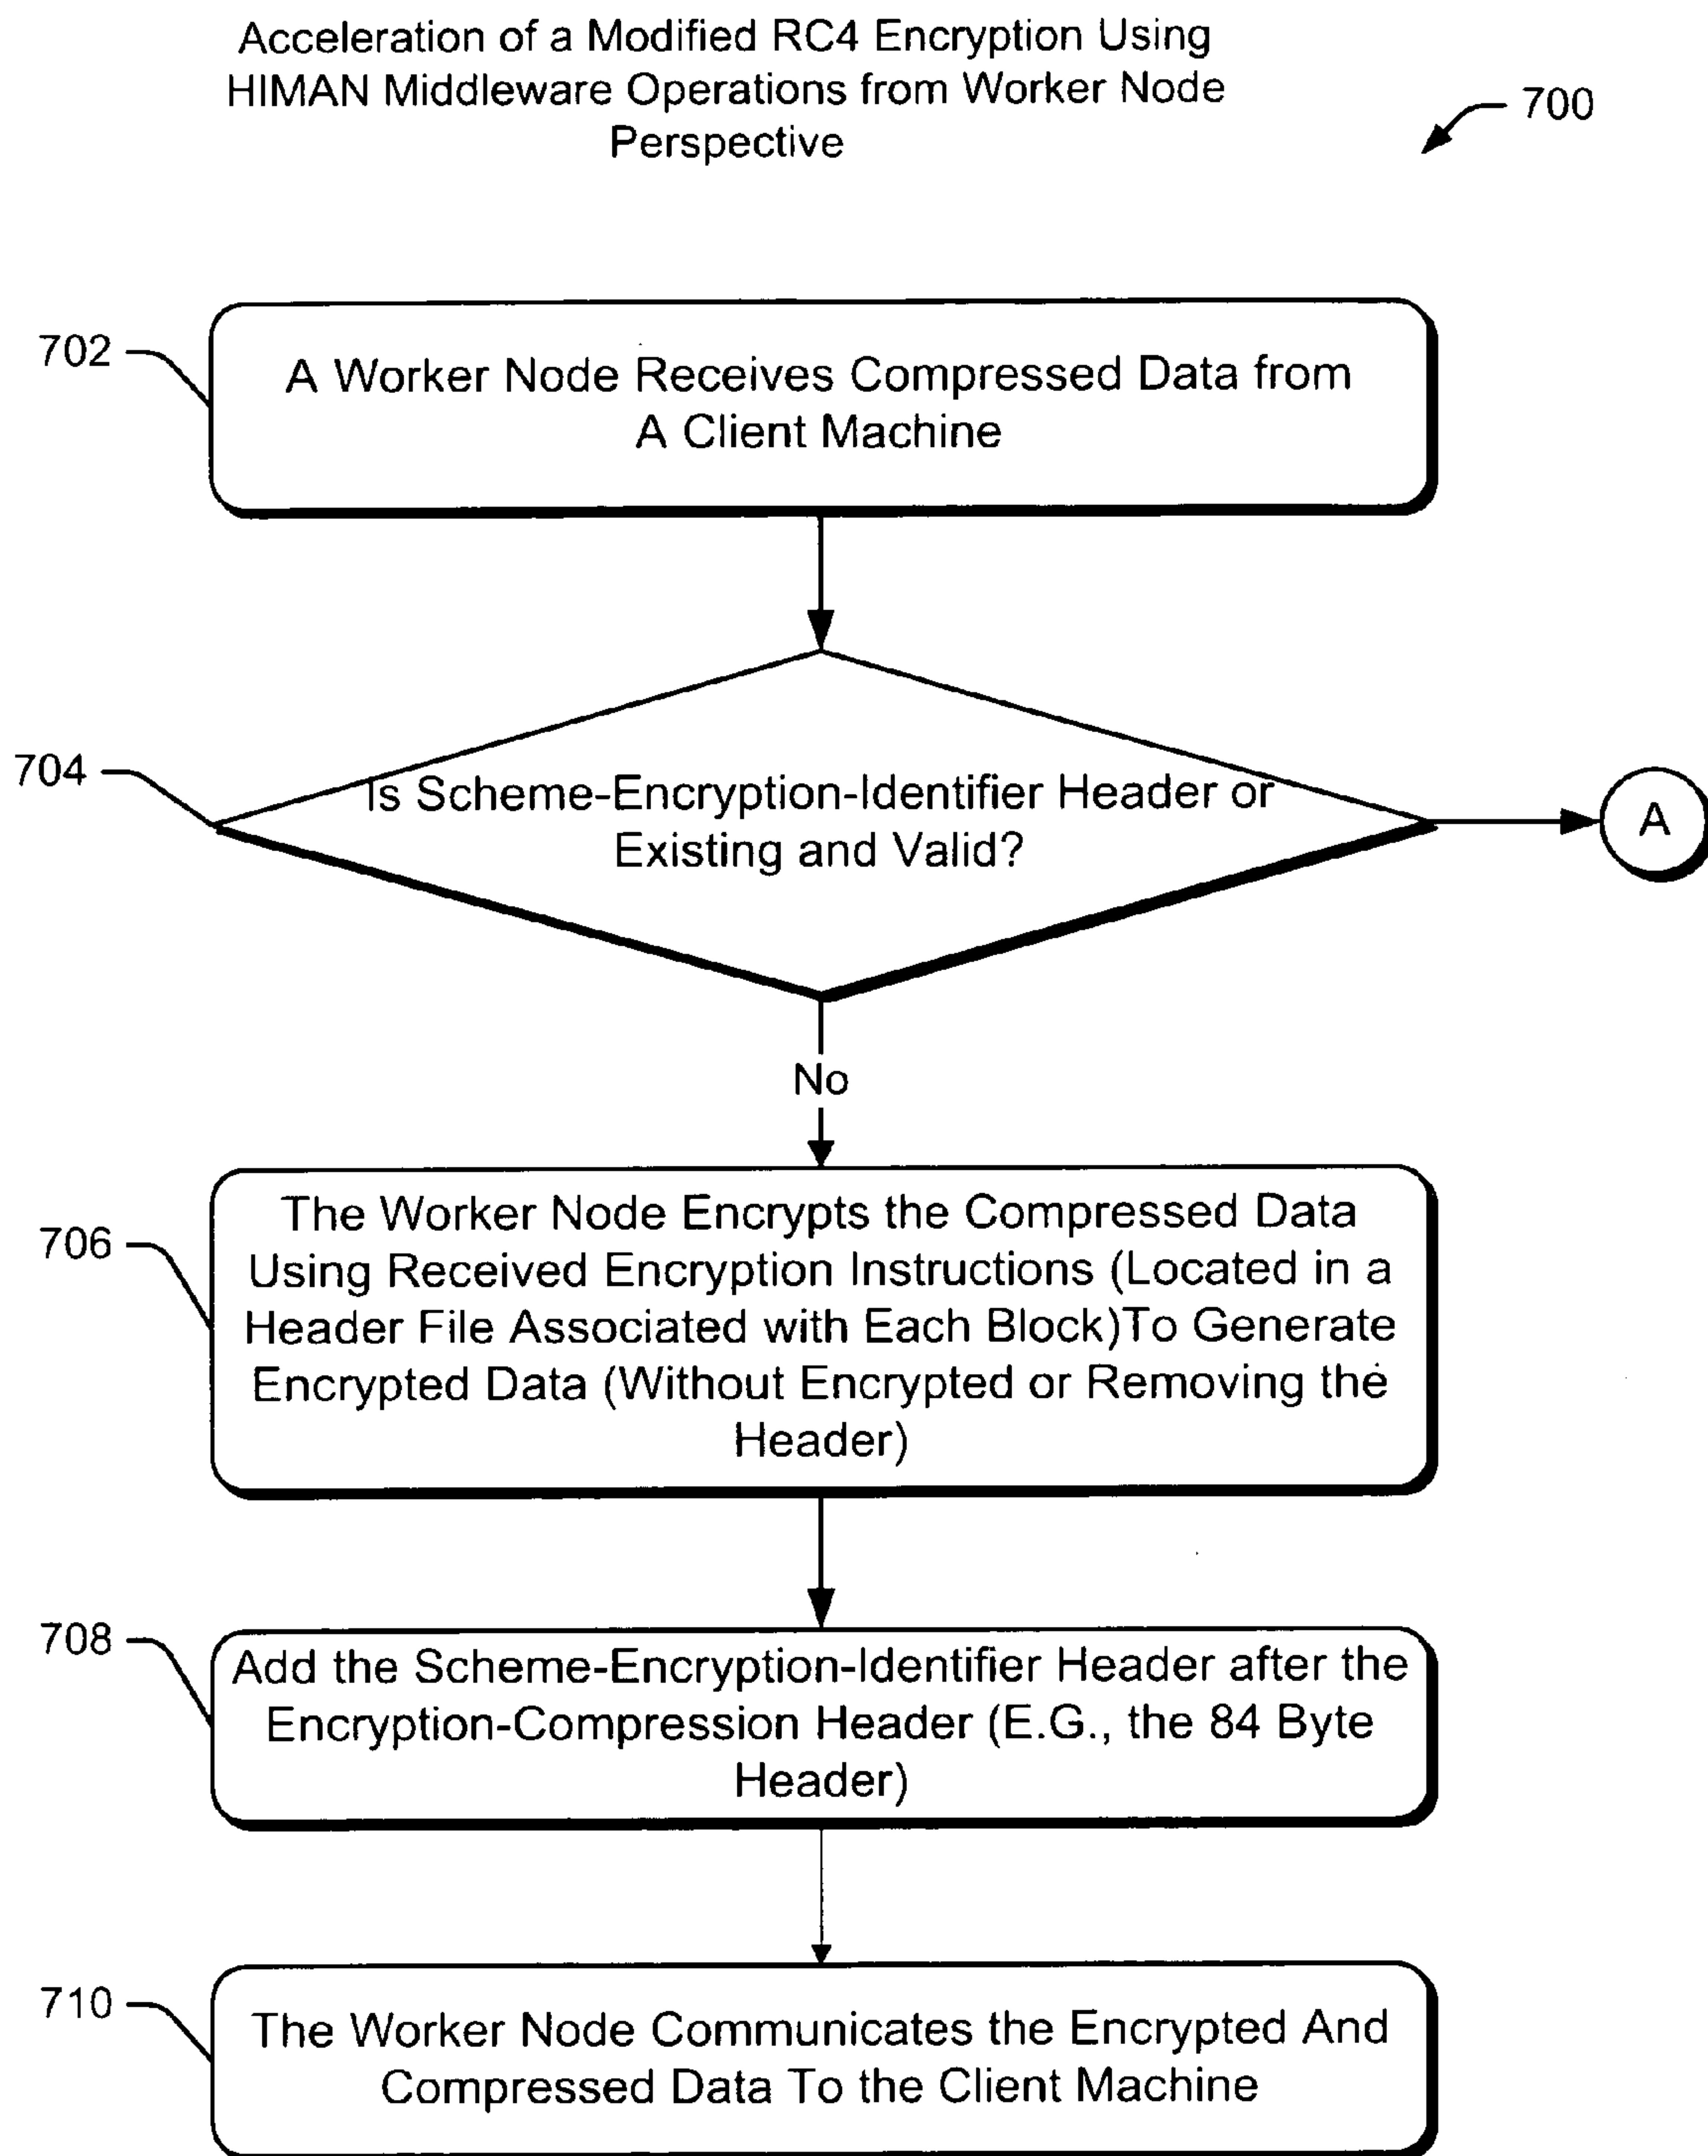 Acceleration of a Modified RC4 Encryption Using
HIMAN Middleware Operations from Worker Node
Perspective
700
702
A Worker Node Receives Compressed Data from
A Client Machine
704
Is Scheme-Encryption-Identifier Header or
Existing and Valid?
A
No
706
The Worker Node Encrypts the Compressed Data
Using Received Encryption Instructions (Located in a
Header File Associated with Each Block)To Generate
Encrypted Data (Without Encrypted or Removing the
Header)
708
Add the Scheme-Encryption-Identifier Header after the
Encryption-Compression Header (E.G., the 84 Byte
Header)
710
The Worker Node Communicates the Encrypted And
Compressed Data To the Client Machine